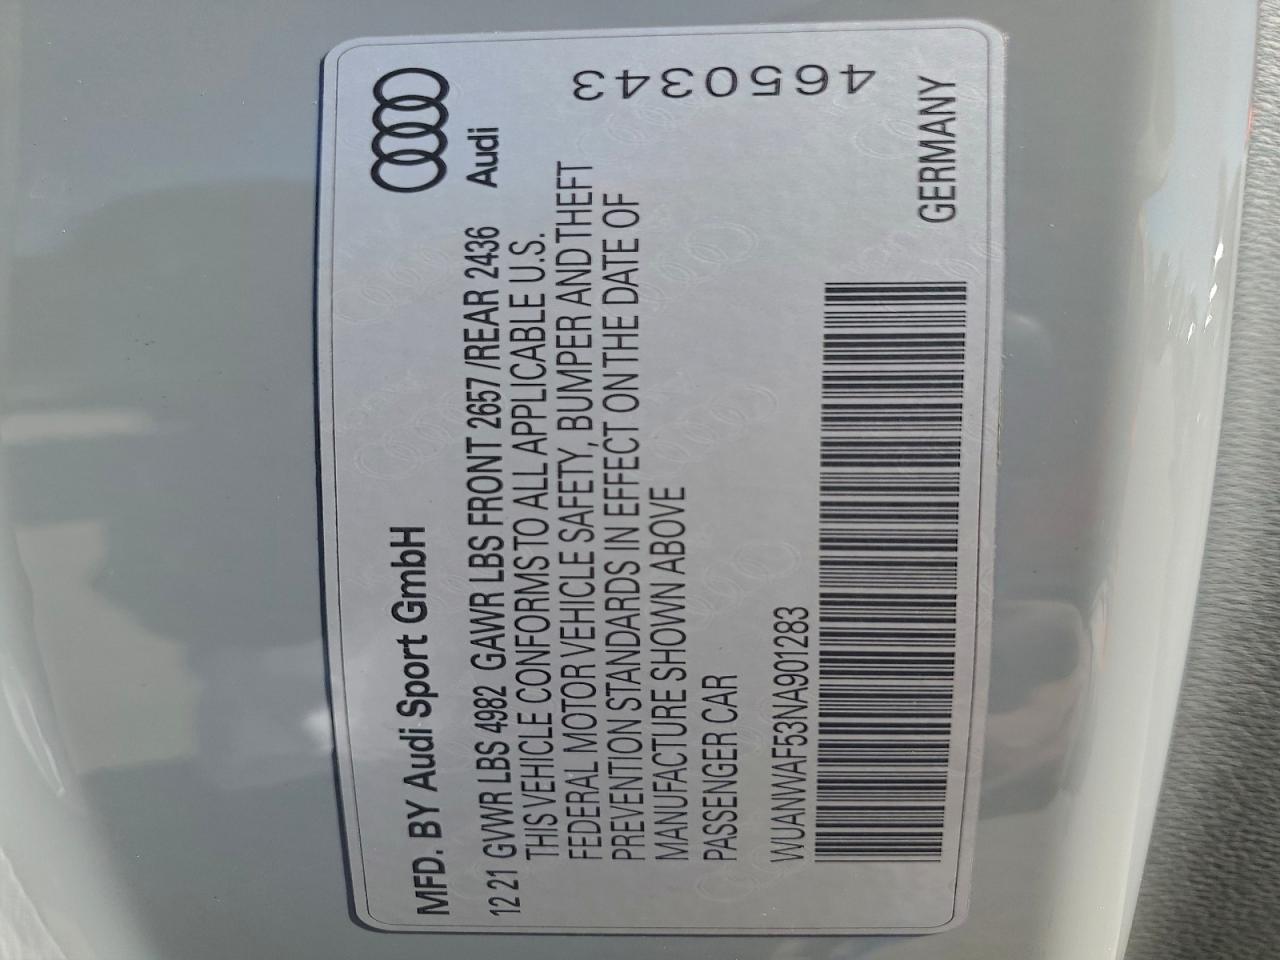 MFD. BY Audi Sport GmbH
Audi
12 21 GVWR LBS 4982 GAWR LBS FRONT 2657 /REAR 2436
THIS VEHICLE CONFORMS TO ALL APPLICABLE U.S.
FEDERAL MOTOR VEHICLE SAFETY, BUMPER AND THEFT
PREVENTION STANDARDS IN EFFECT ON THE DATE OF
MANUFACTURE SHOWN ABOVE
PASSENGER CAR
WUANWAF53NA901283
4650343
GERMANY